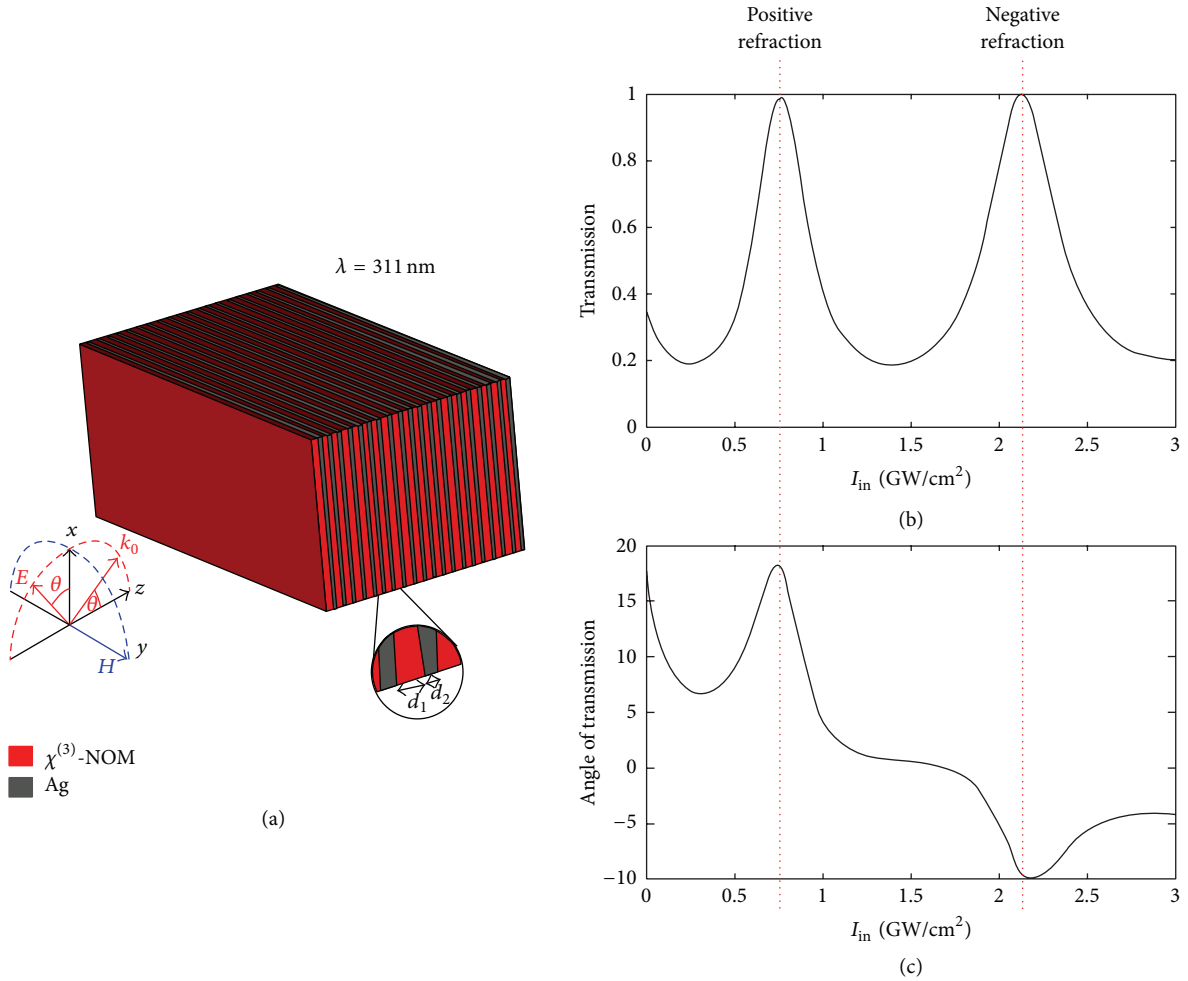 λ = 311 nm
x
k₀
E
θ
θ
z
H
y
d₁
d₂
χ⁽³⁾-NOM
Ag
(a)
Positive
refraction
Negative
refraction
Transmission
1
0.8
0.6
0.4
0.2
0
0 0.5 1 1.5 2 2.5 3
I_in (GW/cm²)
(b)
Angle of transmission
20
15
10
5
0
−5
−10
0 0.5 1 1.5 2 2.5 3
I_in (GW/cm²)
(c)